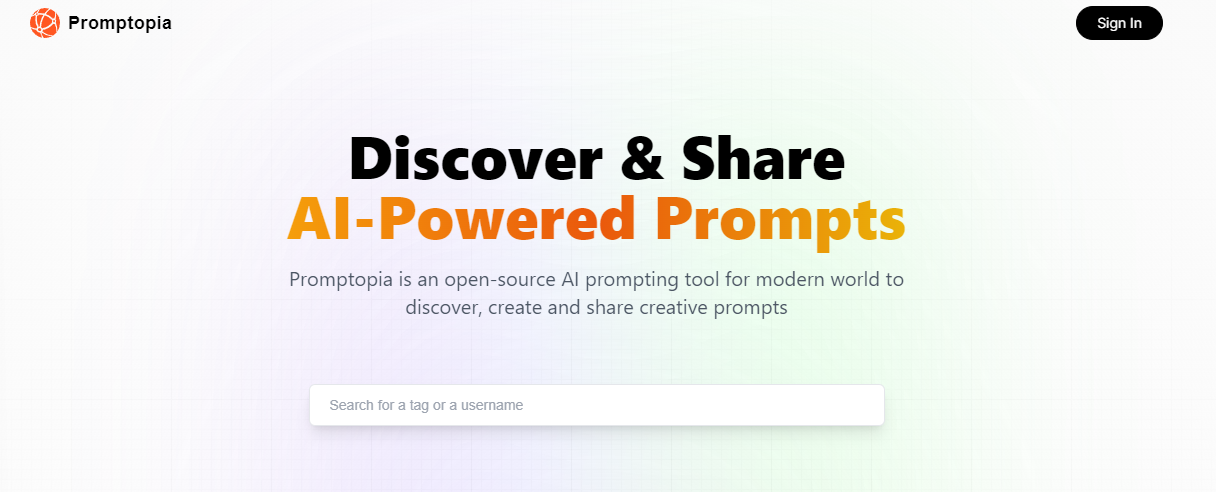 Promptopia
Sign In
Discover & Share
AI-Powered Prompts
Promptopia is an open-source AI prompting tool for modern world to
discover, create and share creative prompts
Search for a tag or a username